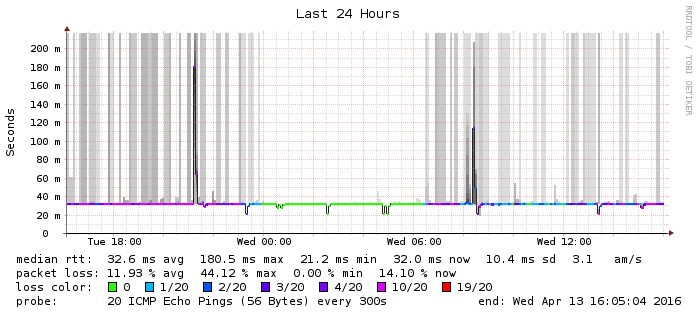 Last 24 Hours
RRDTOOL / TOBI OETIKER
Seconds
200 m
180 m
160 m
140 m
120 m
100 m
80 m
60 m
40 m
20 m
0
Tue 18:00 Wed 00:00 Wed 06:00 Wed 12:00
median rtt: 32.6 ms avg 180.5 ms max 21.2 ms min 32.0 ms now 10.4 ms sd 3.1 am/s
packet loss: 11.93 % avg 44.12 % max 0.00 % min 14.10 % now
loss color: 0 1/20 2/20 3/20 4/20 10/20 19/20
probe: 20 ICMP Echo Pings (56 Bytes) every 300s end: Wed Apr 13 16:05:04 2016